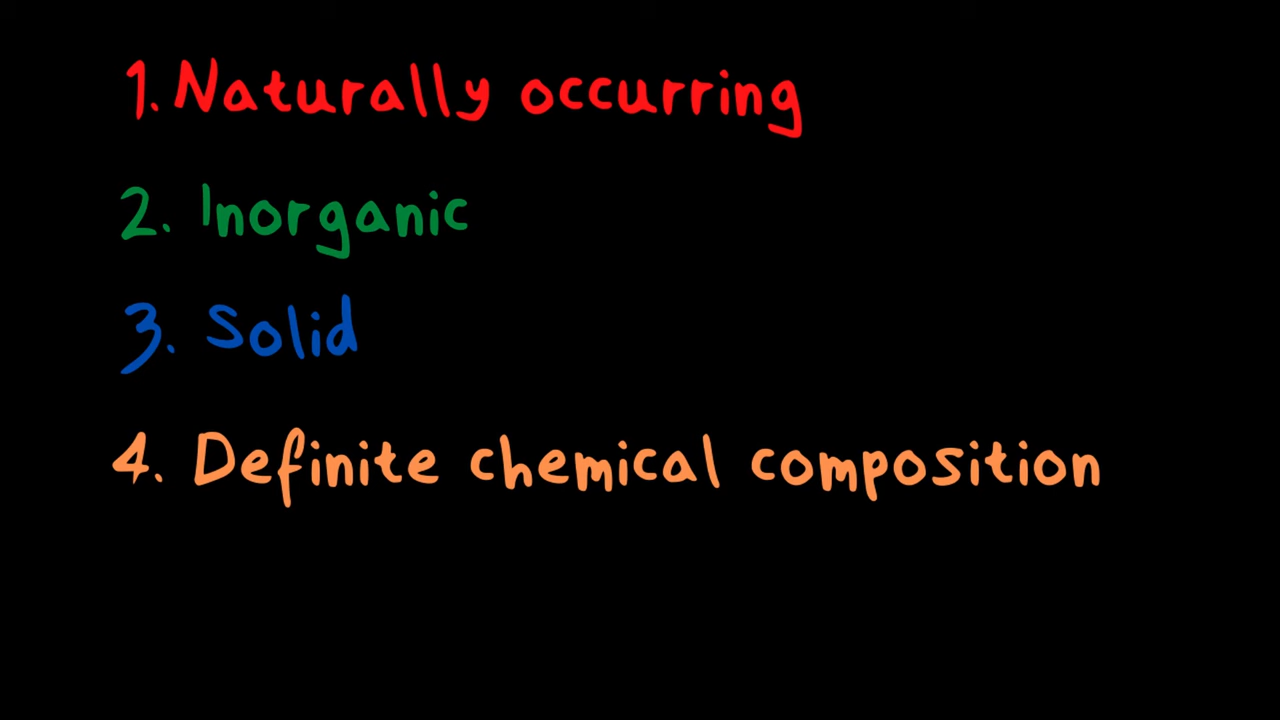 1. Naturally occurring
2. Inorganic
3. Solid
4. Definite chemical composition